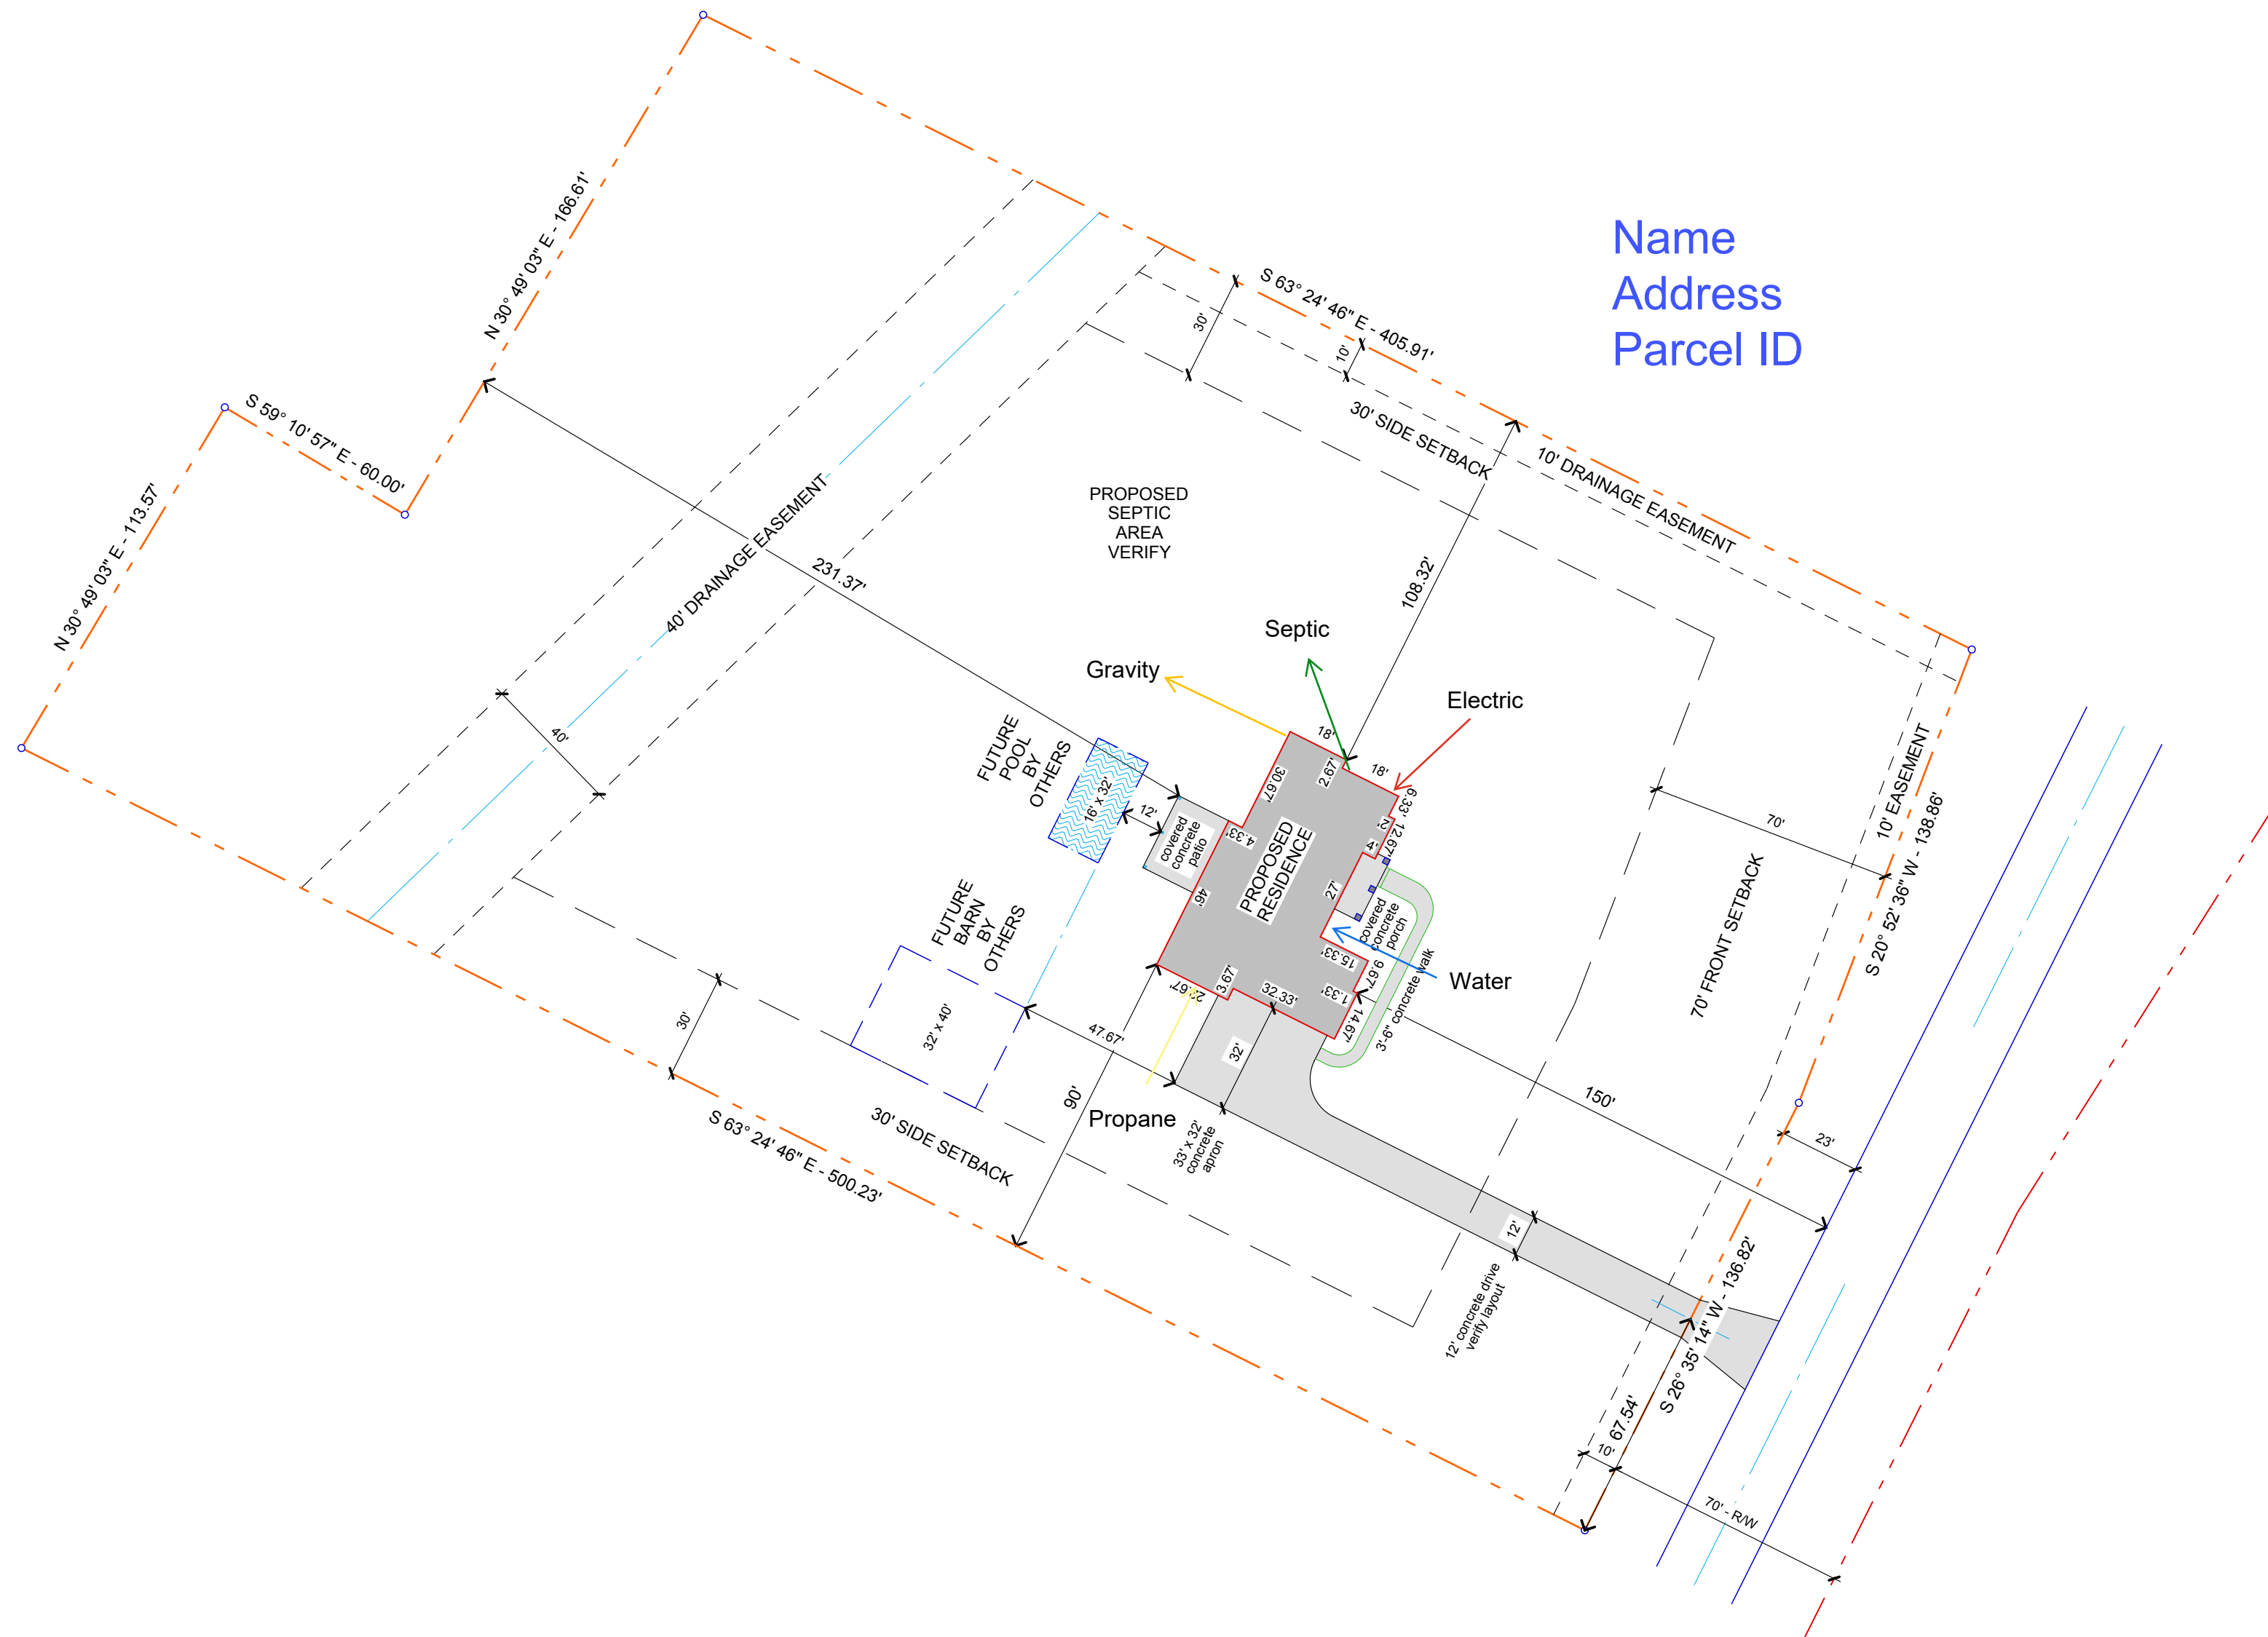 Name
Address
Parcel ID
N 30° 49' 03" E - 166.61'
S 63° 24' 46" E - 405.91'
30'
10'
30' SIDE SETBACK
10' DRAINAGE EASEMENT
S 59° 10' 57" E - 60.00'
N 30° 49' 03" E - 113.57'
40' DRAINAGE EASEMENT
231.37'
40'
PROPOSED
SEPTIC
AREA
VERIFY
108.32'
Septic
Gravity
Electric
FUTURE
POOL
BY
OTHERS
16' x 32'
12'
covered
concrete
patio
18'
18'
2.67'
30.67'
4.33'
46'
6.33'
2'
12.67'
4'
27'
PROPOSED
RESIDENCE
covered
concrete
porch
15.33'
9.67'
1.33'
14.67'
32.33'
3.67'
22.67'
3'-6" concrete walk
Water
Propane
70'
10' EASEMENT
S 20° 52' 36" W - 138.86'
70' FRONT SETBACK
FUTURE
BARN
BY
OTHERS
32' x 40'
47.67'
90'
32'
33' x 32'
concrete
apron
150'
23'
30'
30' SIDE SETBACK
S 63° 24' 46" E - 500.23'
12'
12' concrete drive
verify layout
S 26° 35' 14" W - 136.82'
67.54'
10'
70' - R/W